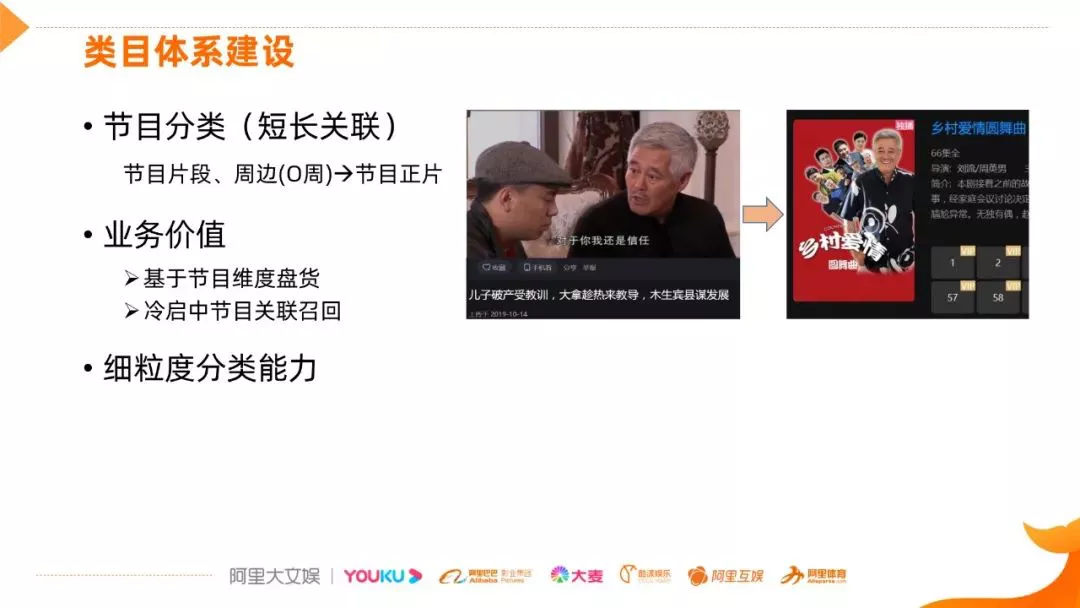 类目体系建设
• 节目分类（短长关联）
节目片段、周边(O周)→节目正片
• 业务价值
➢基于节目维度盘货
➢冷启中节目关联召回
• 细粒度分类能力
对于你我还是信任
收藏 手机看 分享 举报
儿子破产受教训，大拿趁热来教导，木生宾县谋发展
上传于 2019-10-14
独播
乡村爱情
圆舞曲
乡村爱情圆舞曲
66集全
导演：刘流/周英男
简介：本剧接着之前的故
事，经家庭会议讨论决定
尴尬异常。无独有偶，赵
VIP VIP
1 2
VIP VIP
57 58
阿里大文娱 | YOUKU 阿里巴巴影业集团 Alibaba Pictures 大麦 酷漾娱乐 阿里互娱 阿里体育 Alisports.com